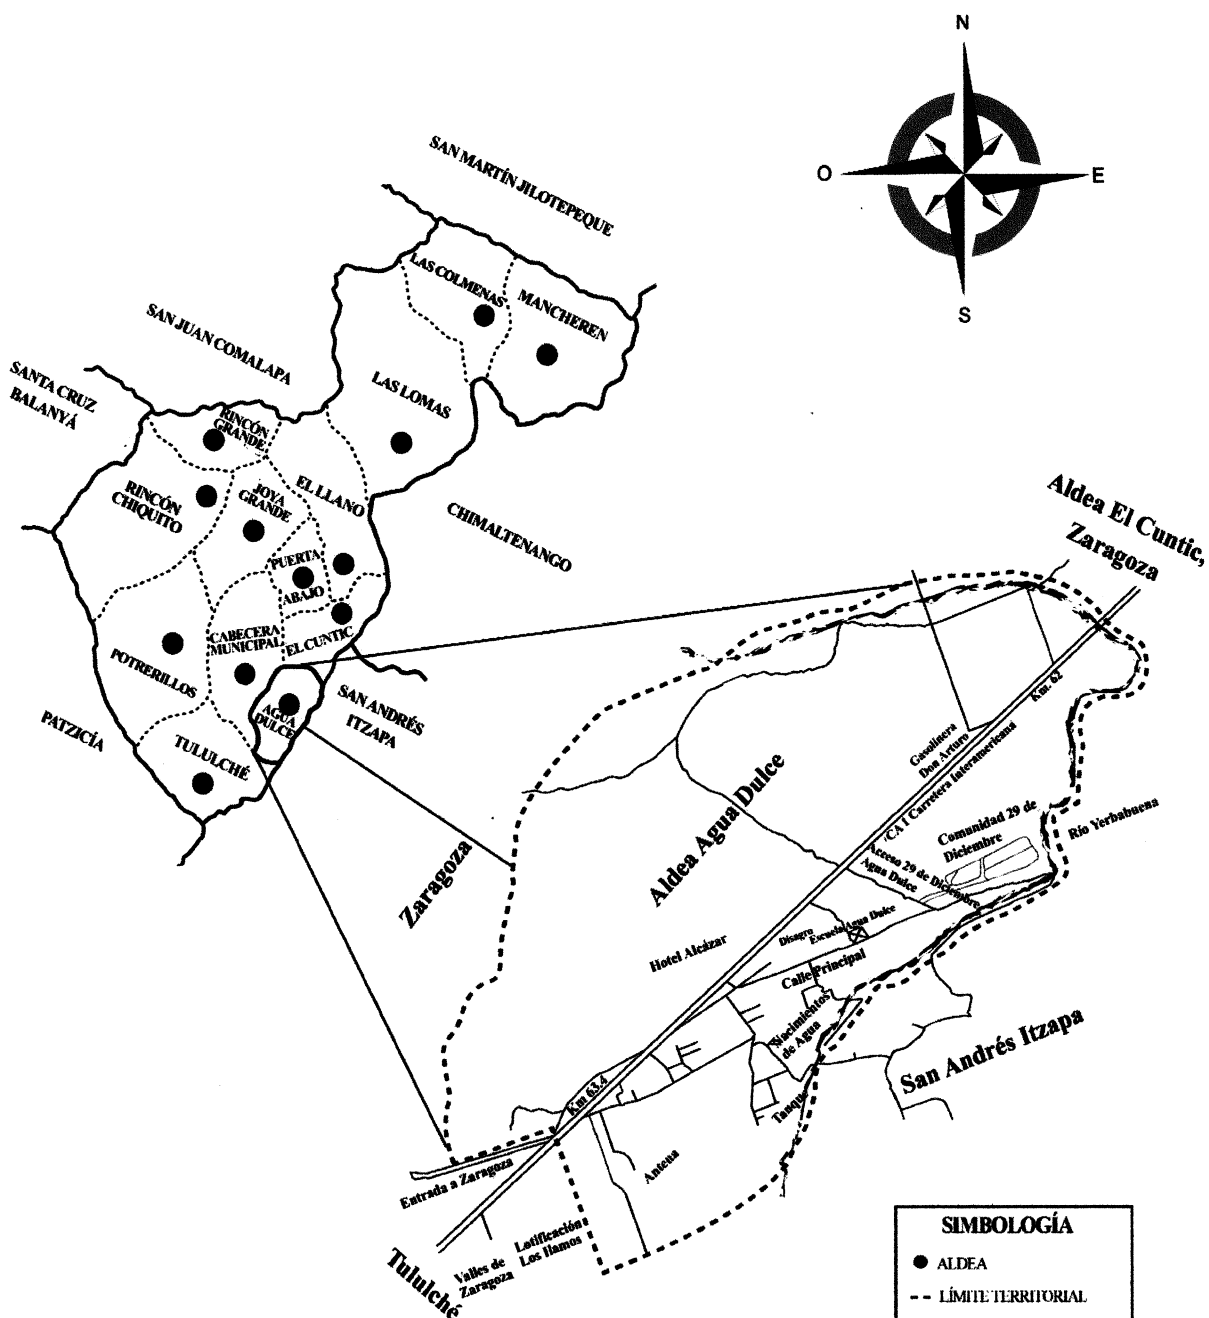 N
O
E
S
SAN MARTÍN JILOTEPEQUE
LAS COLMENAS
MANCHEREN
SAN JUAN COMALAPA
SANTA CRUZ
BALANYÁ
LAS LOMAS
RINCÓN
GRANDE
RINCÓN
CHIQUITO
JOYA
GRANDE
EL LLANO
CHIMALTENANGO
PUERTA
ABAJO
CABECERA
MUNICIPAL
EL CUNTIC
POTRERILLOS
AGUA
DULCE
SAN ANDRÉS
ITZAPA
PATZICÍA
TULULCHÉ
Aldea El Cuntic,
Zaragoza
Km. 62
Gasolinera
Don Arturo
CA 1 Carretera Interamericana
Aldea Agua Dulce
Zaragoza
Comunidad 29 de
Diciembre
Río Yerbabuena
Acceso 29 de Diciembre
Agua Dulce
Escuela Agua Dulce
Disagro
Hotel Alcázar
Calle Principal
Nacimientos
de Agua
San Andrés Itzapa
Tanque
Km 63.4
Antena
Entrada a Zaragoza
Lotificación
Los Ilamos
Valles de
Zaragoza
Tululché
SIMBOLOGÍA
ALDEA
LÍMITE TERRITORIAL